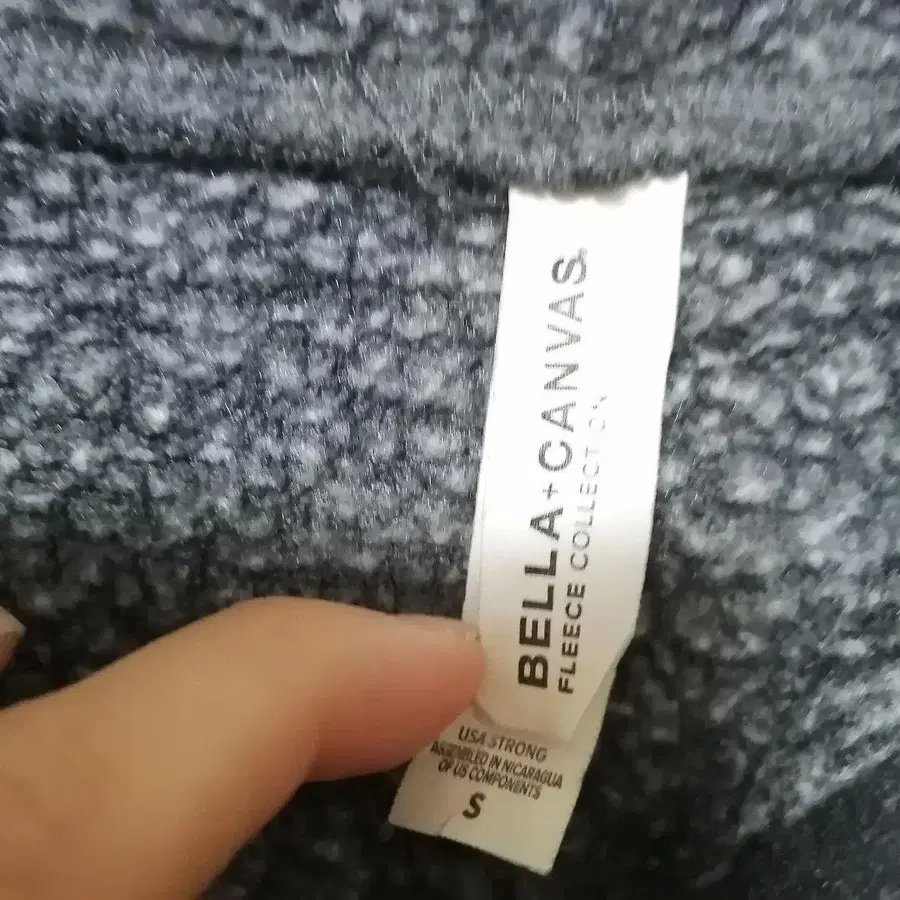 BELLA+CANVAS®
FLEECE COLLECTION
USA STRONG
ASSEMBLED IN NICARAGUA
OF US COMPONENTS
S